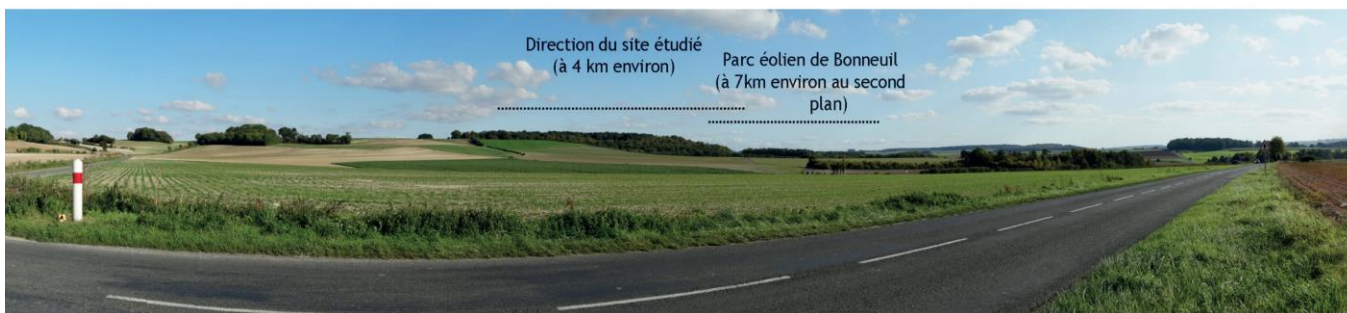 Direction du site étudié
(à 4 km environ)
Parc éolien de Bonneuil
(à 7km environ au second
plan)